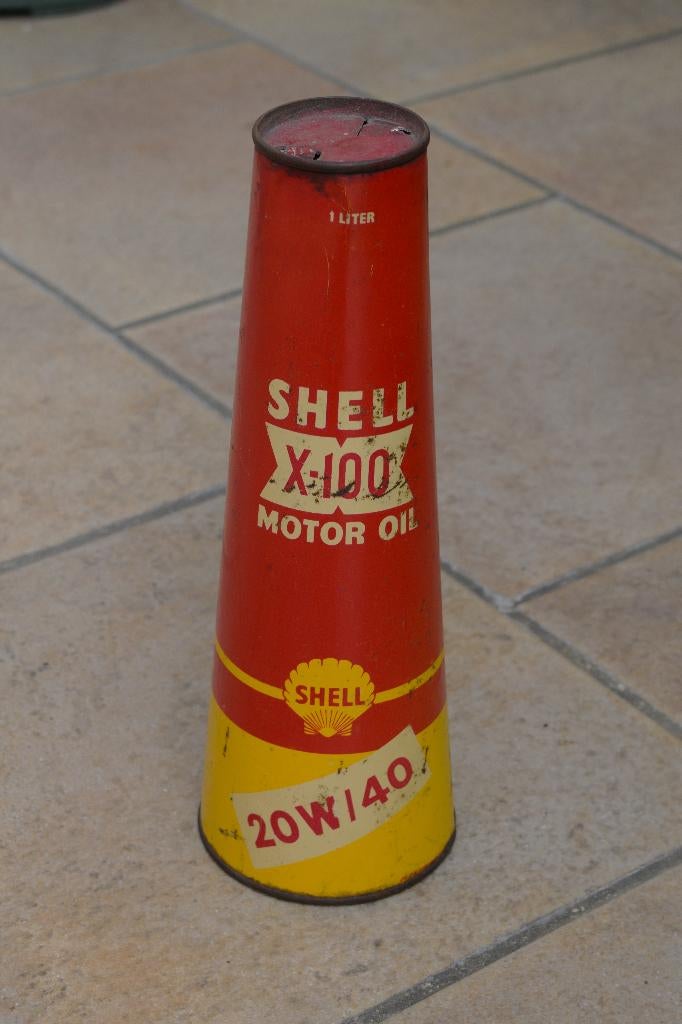 1 LITER
SHELL
X-100
MOTOR OIL
SHELL
20W/40